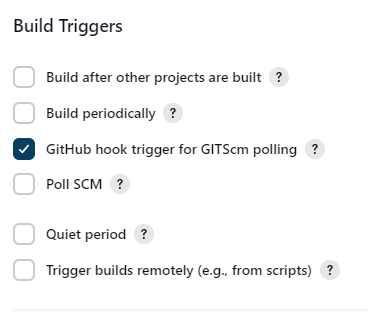 Build Triggers
Build after other projects are built ?
Build periodically ?
GitHub hook trigger for GITScm polling ?
Poll SCM ?
Quiet period ?
Trigger builds remotely (e.g., from scripts) ?